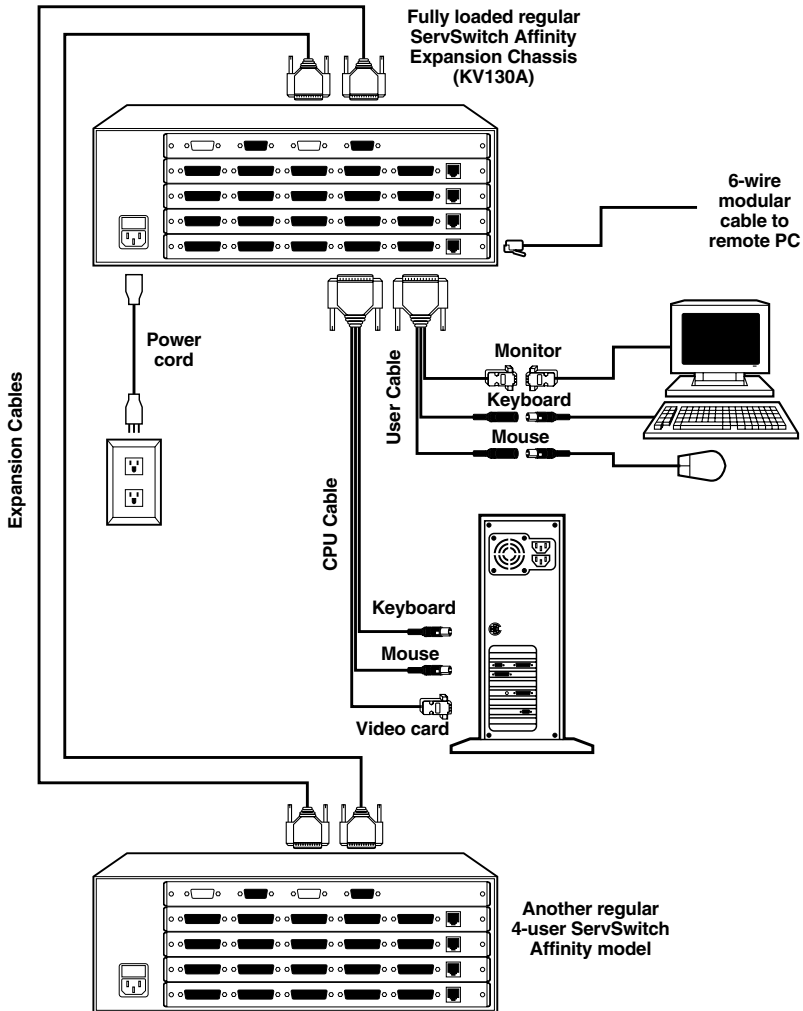 Fully loaded regular
ServSwitch Affinity
Expansion Chassis
(KV130A)
6-wire
modular
cable to
remote PC
Power
cord
Expansion Cables
User Cable
Monitor
Keyboard
Mouse
CPU Cable
Keyboard
Mouse
Video card
Another regular
4-user ServSwitch
Affinity model